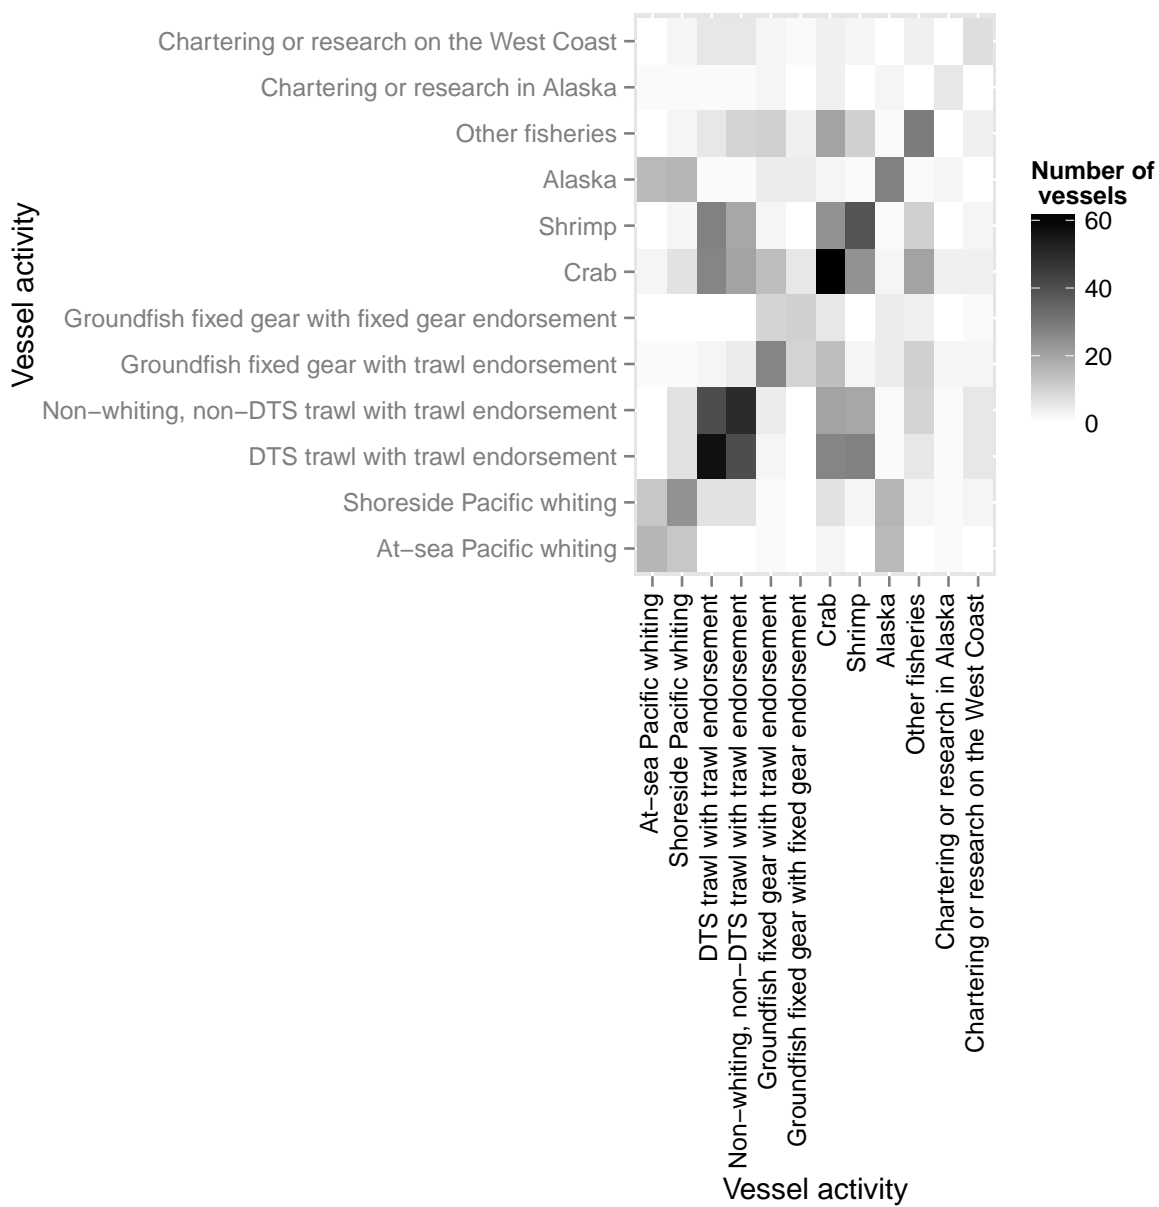 Chartering or research on the West Coast
Chartering or research in Alaska
Other fisheries
Alaska
Shrimp
Crab
Groundfish fixed gear with fixed gear endorsement
Groundfish fixed gear with trawl endorsement
Non−whiting, non−DTS trawl with trawl endorsement
DTS trawl with trawl endorsement
Shoreside Pacific whiting
At−sea Pacific whiting
Vessel activity
At−sea Pacific whiting
Shoreside Pacific whiting
DTS trawl with trawl endorsement
Non−whiting, non−DTS trawl with trawl endorsement
Groundfish fixed gear with trawl endorsement
Groundfish fixed gear with fixed gear endorsement
Crab
Shrimp
Alaska
Other fisheries
Chartering or research in Alaska
Chartering or research on the West Coast
Vessel activity
Number of
vessels
60
40
20
0